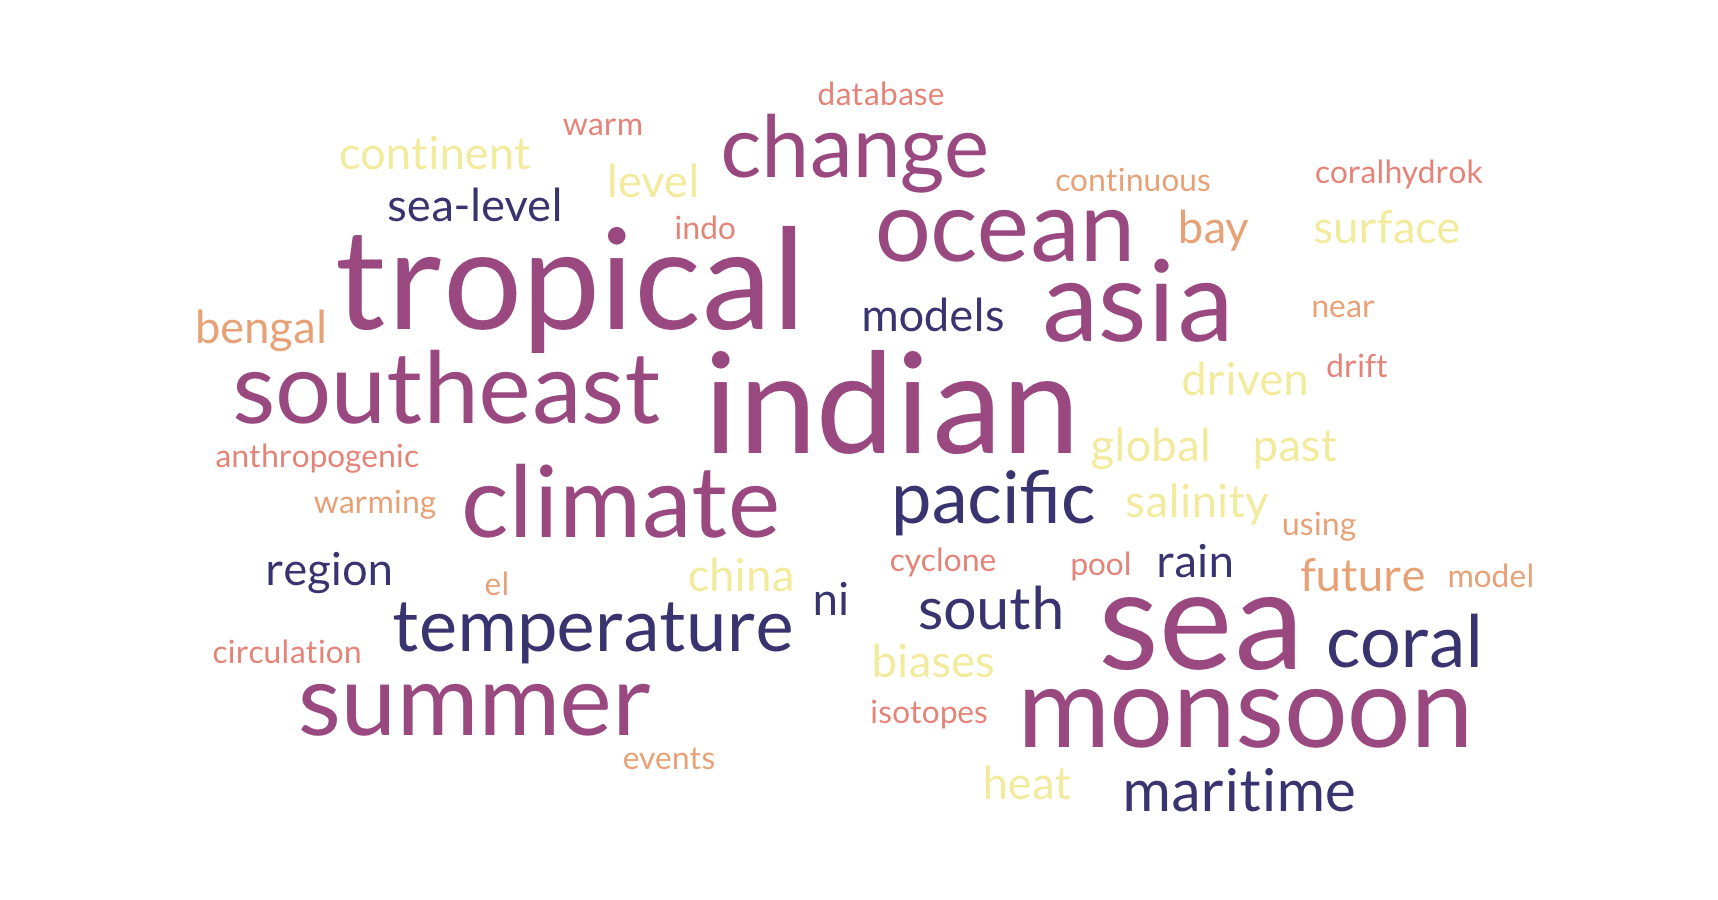 database
warm
change
continent
level
continuous
coralhydrok
sea-level
indo
ocean
bay
surface
tropical
models
asia
near
bengal
southeast
indian
driven
drift
anthropogenic
global
past
warming
climate
pacific
salinity
using
region
el
china
cyclone
pool
rain
future
model
temperature
ni
south
sea
coral
circulation
biases
summer
isotopes
monsoon
events
heat
maritime